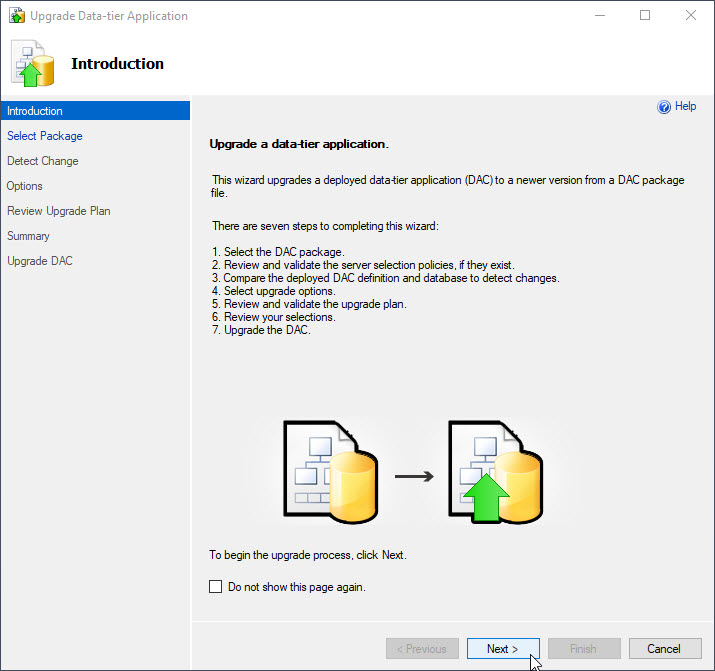 Upgrade Data-tier Application
Introduction
Introduction
Select Package
Detect Change
Options
Review Upgrade Plan
Summary
Upgrade DAC
Help
Upgrade a data-tier application.
This wizard upgrades a deployed data-tier application (DAC) to a newer version from a DAC package
file.
There are seven steps to completing this wizard:
1. Select the DAC package.
2. Review and validate the server selection policies, if they exist.
3. Compare the deployed DAC definition and database to detect changes.
4. Select upgrade options.
5. Review and validate the upgrade plan.
6. Review your selections.
7. Upgrade the DAC.
To begin the upgrade process, click Next.
Do not show this page again.
< Previous
Next >
Finish
Cancel